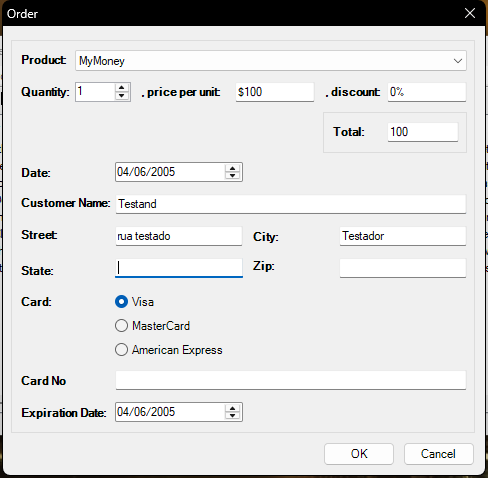 Order
Product: MyMoney
Quantity: 1 , price per unit: $100 , discount: 0%
Total: 100
Date: 04/06/2005
Customer Name: Testand
Street: rua testado City: Testador
State: Zip:
Card: Visa
MasterCard
American Express
Card No
Expiration Date: 04/06/2005
OK Cancel